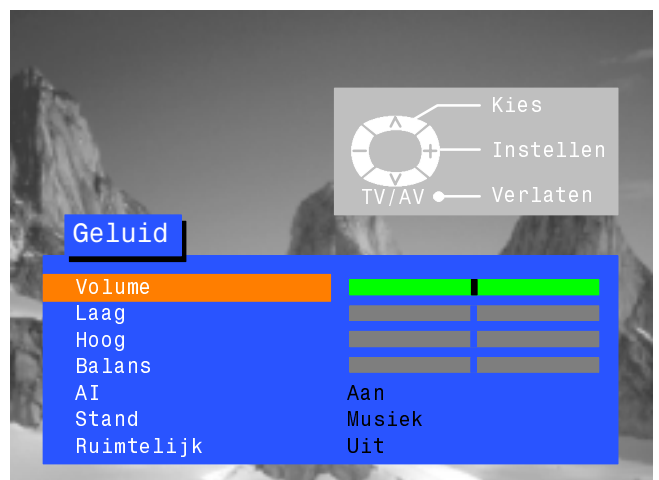 Kies
Instellen
TV/AV Verlaten
Geluid
Volume
Laag
Hoog
Balans
AI Aan
Stand Musiek
Ruimtelijk Uit